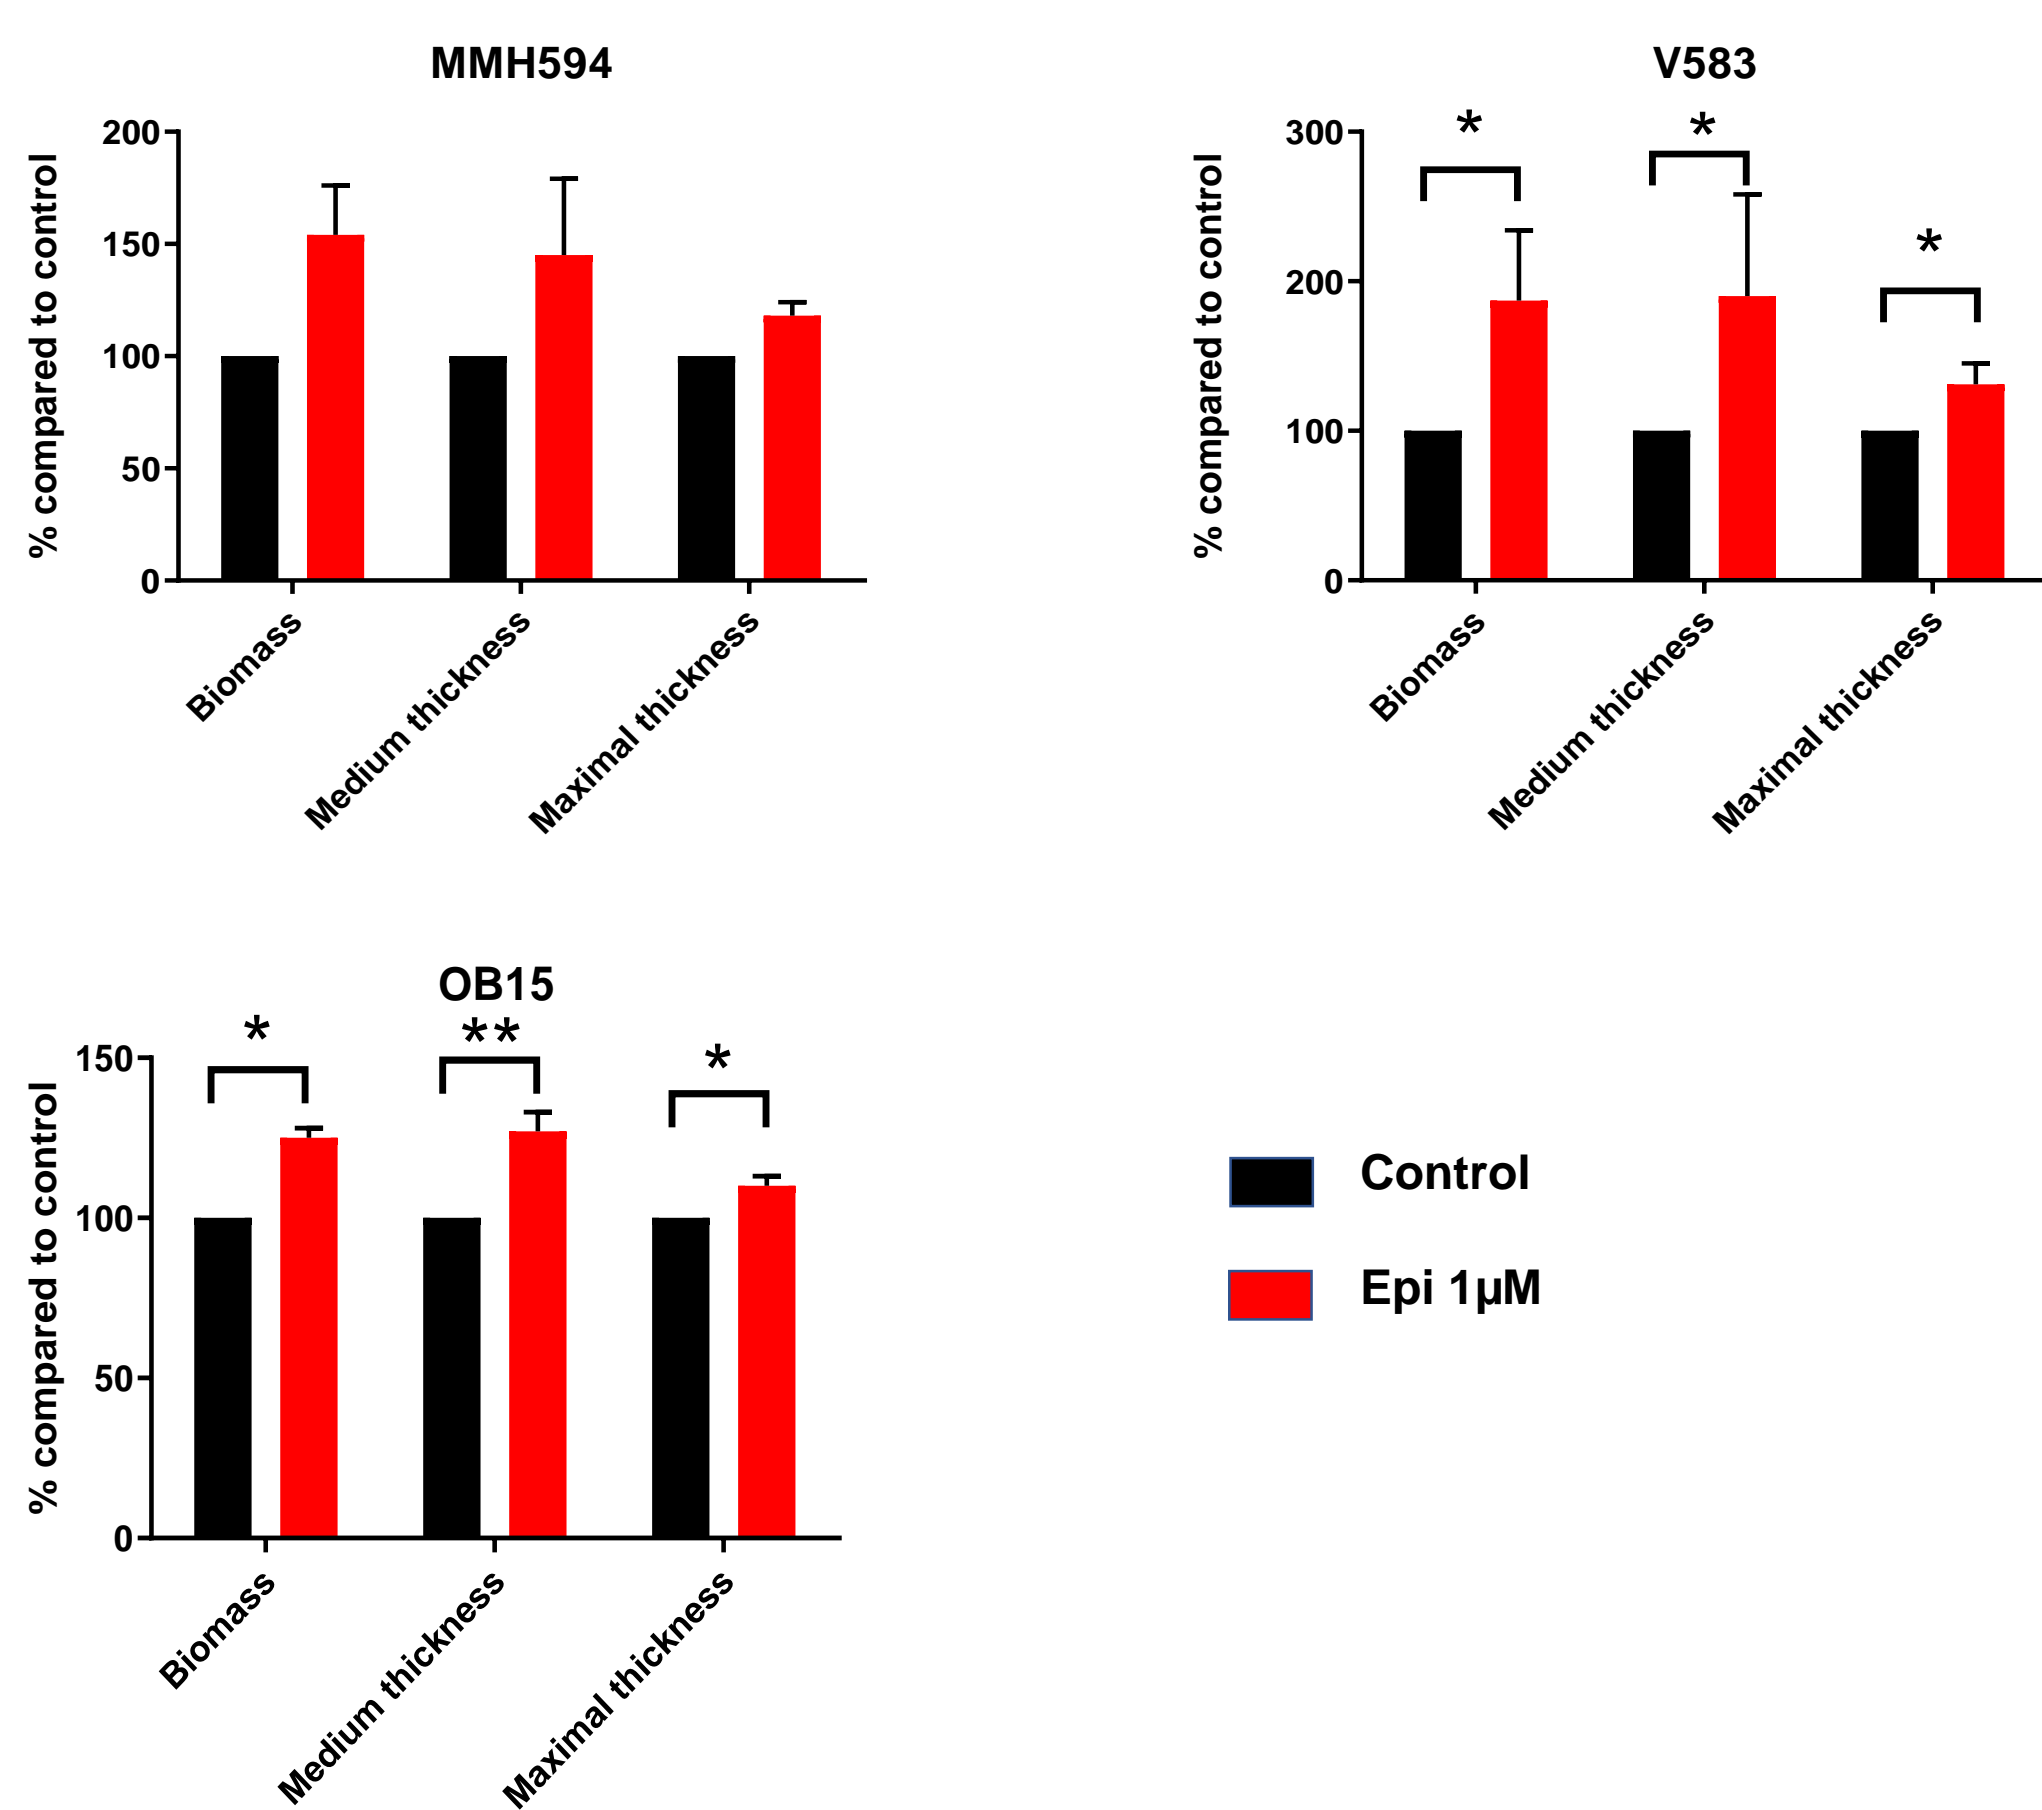 MMH594
% compared to control
200
150
100
50
0
Biomass
Medium thickness
Maximal thickness
V583
% compared to control
300
200
100
0
*
*
*
Biomass
Medium thickness
Maximal thickness
OB15
% compared to control
150
100
50
0
*
**
*
Biomass
Medium thickness
Maximal thickness
Control
Epi 1µM